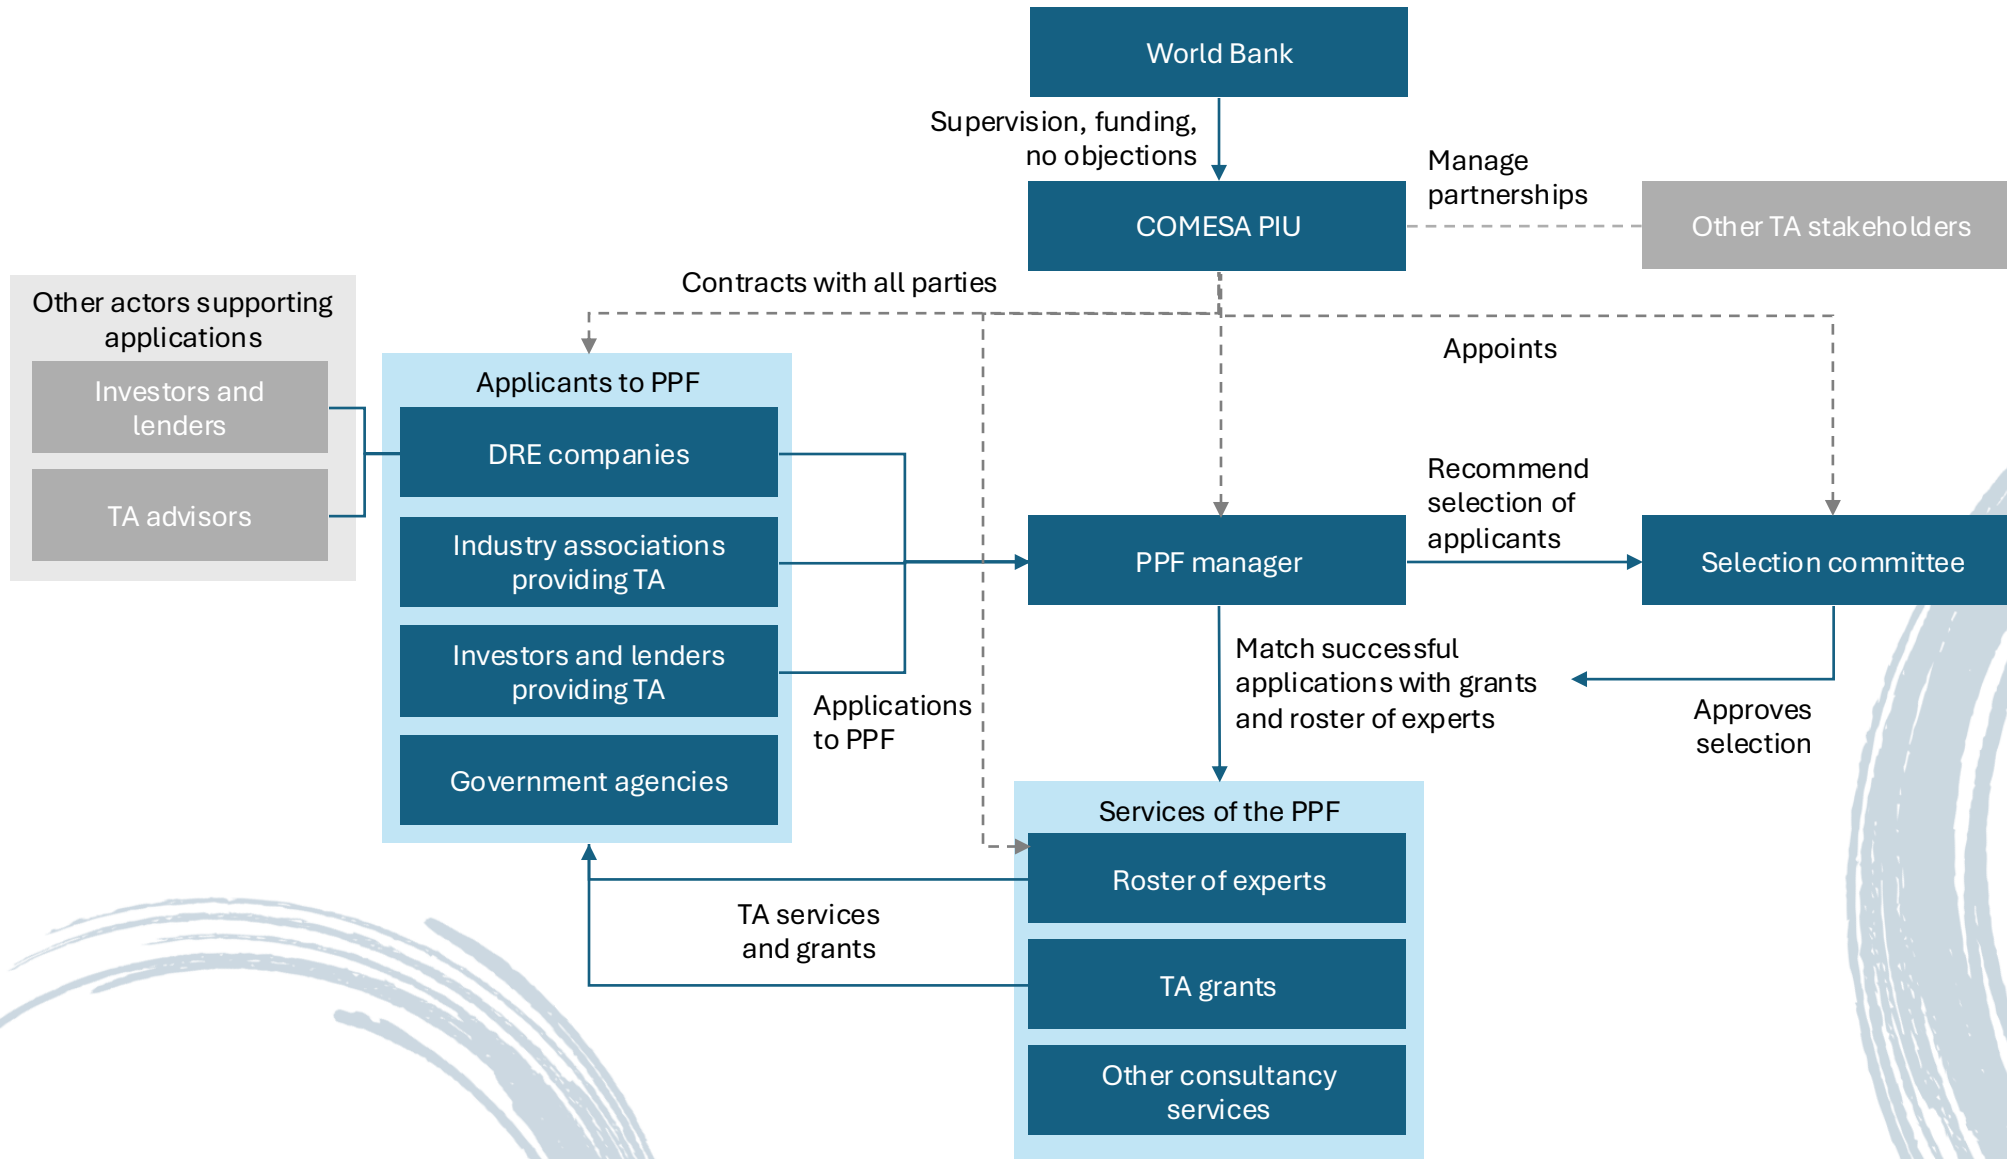 World Bank
Supervision, funding,
no objections
Manage
partnerships
COMESA PIU
Other TA stakeholders
Contracts with all parties
Other actors supporting
applications
Investors and
lenders
TA advisors
Appoints
Applicants to PPF
DRE companies
Industry associations
providing TA
Investors and lenders
providing TA
Government agencies
Applications
to PPF
PPF manager
Recommend
selection of
applicants
Selection committee
Match successful
applications with grants
and roster of experts
Approves
selection
Services of the PPF
Roster of experts
TA grants
Other consultancy
services
TA services
and grants